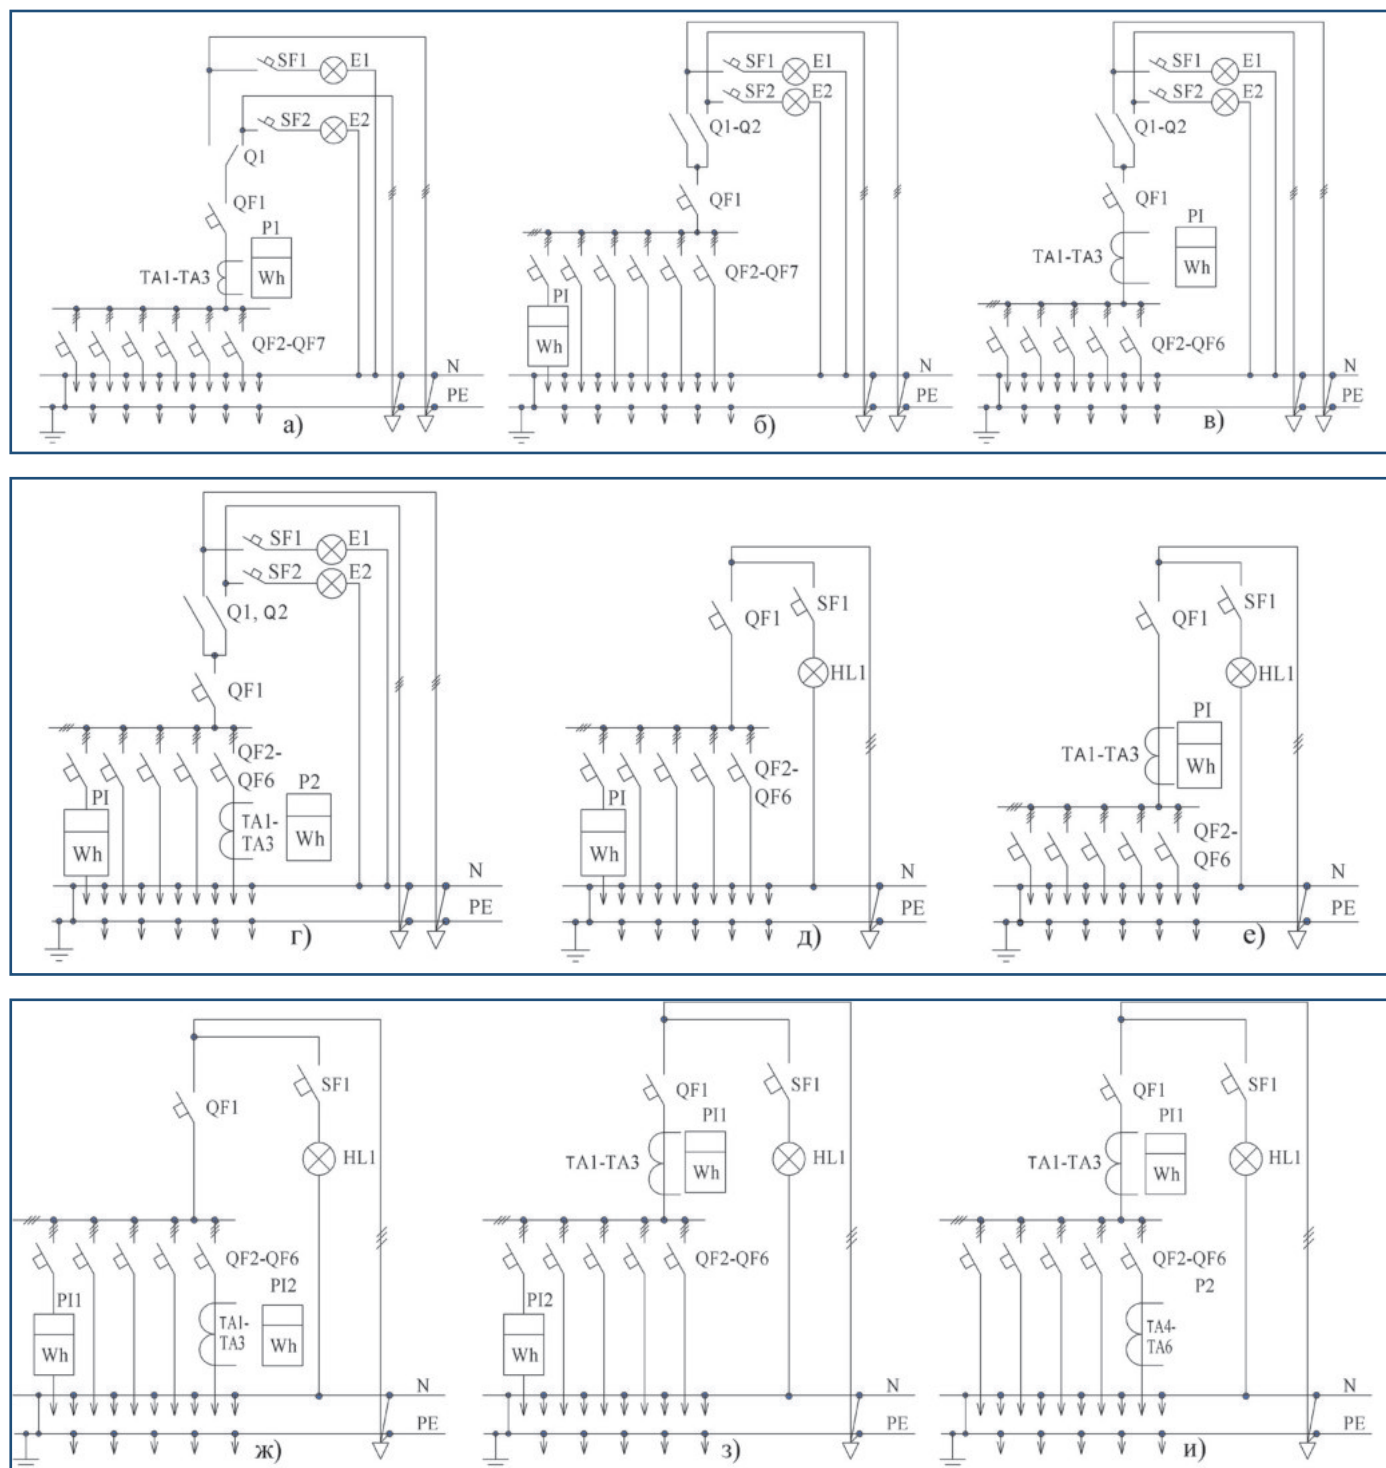 SF1 E1
SF2 E2
Q1
QF1
P1
TA1-TA3
Wh
QF2-QF7
N
PE
а)
SF1 E1
SF2 E2
Q1-Q2
QF1
QF2-QF7
PI
Wh
N
PE
б)
SF1 E1
SF2 E2
Q1-Q2
QF1
PI
TA1-TA3
Wh
QF2-QF6
N
PE
в)
SF1 E1
SF2 E2
Q1, Q2
QF1
QF2-
QF6
P2
PI
TA1-
TA3
Wh
Wh
N
PE
г)
QF1
SF1
HL1
QF2-
QF6
PI
Wh
N
PE
д)
QF1
SF1
HL1
PI
TA1-TA3
Wh
QF2-
QF6
N
PE
е)
SF1
QF1
HL1
QF2-QF6
PI2
PI1
TA1-
TA3
Wh
Wh
N
PE
ж)
QF1
SF1
PI1
TA1-TA3
Wh
HL1
QF2-QF6
PI2
Wh
N
PE
з)
QF1
SF1
PI1
TA1-TA3
Wh
HL1
QF2-QF6
P2
TA4-
TA6
N
PE
и)